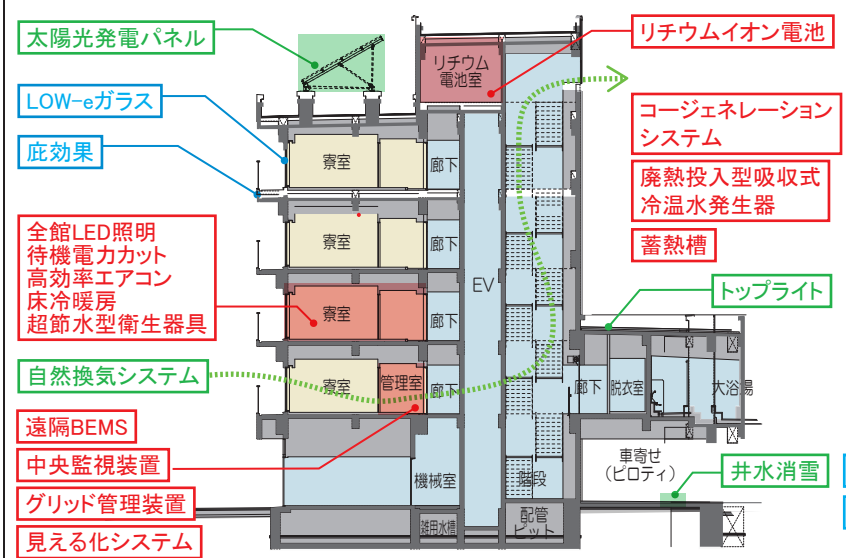 太陽光発電パネル
LOW-eガラス
庇効果
全館LED照明
待機電力カット
高効率エアコン
床冷暖房
超節水型衛生器具
自然換気システム
遠隔BEMS
中央監視装置
グリッド管理装置
見える化システム
リチウム
電池室
寮室
廊下
寮室
廊下
寮室
廊下
寮室
管理室
廊下
EV
機械室
雑用水槽
階段
配管
ピット
廊下
脱衣室
大浴場
車寄せ
(ピロティ)
リチウムイオン電池
コージェネレーション
システム
廃熱投入型吸収式
冷温水発生器
蓄熱槽
トップライト
井水消雪